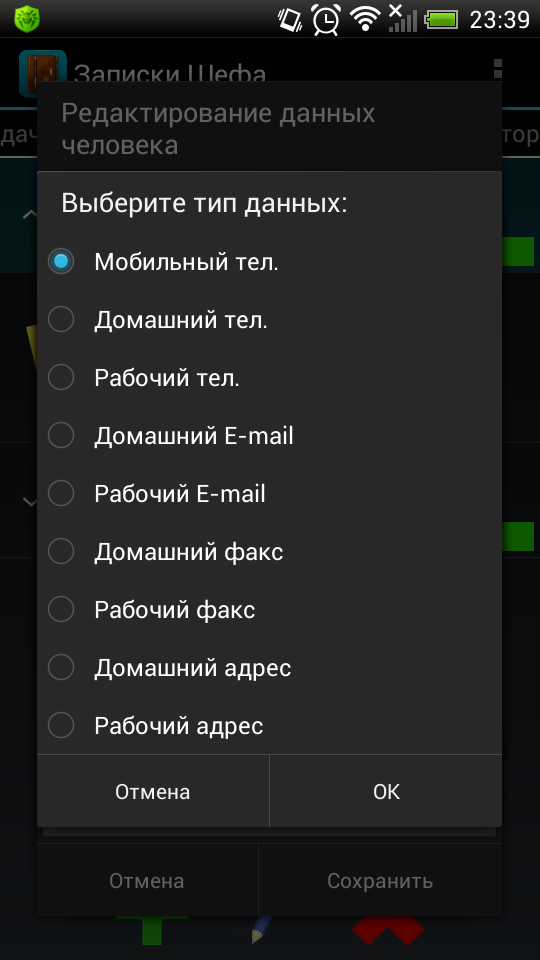 23:39
Записки Шефа
Редактирование данных
человека
Выберите тип данных:
Мобильный тел.
Домашний тел.
Рабочий тел.
Домашний E-mail
Рабочий E-mail
Домашний факс
Рабочий факс
Домашний адрес
Рабочий адрес
Отмена OK
Отмена Сохранить